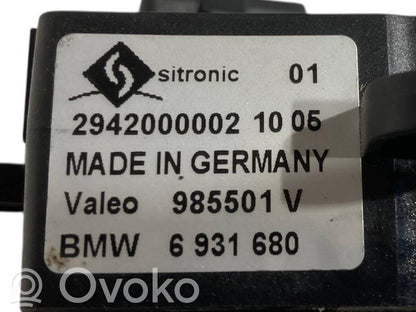 sitronic 01
2942000002 10 05
MADE IN GERMANY
Valeo 985501 V
BMW 6 931 680
Ovoko